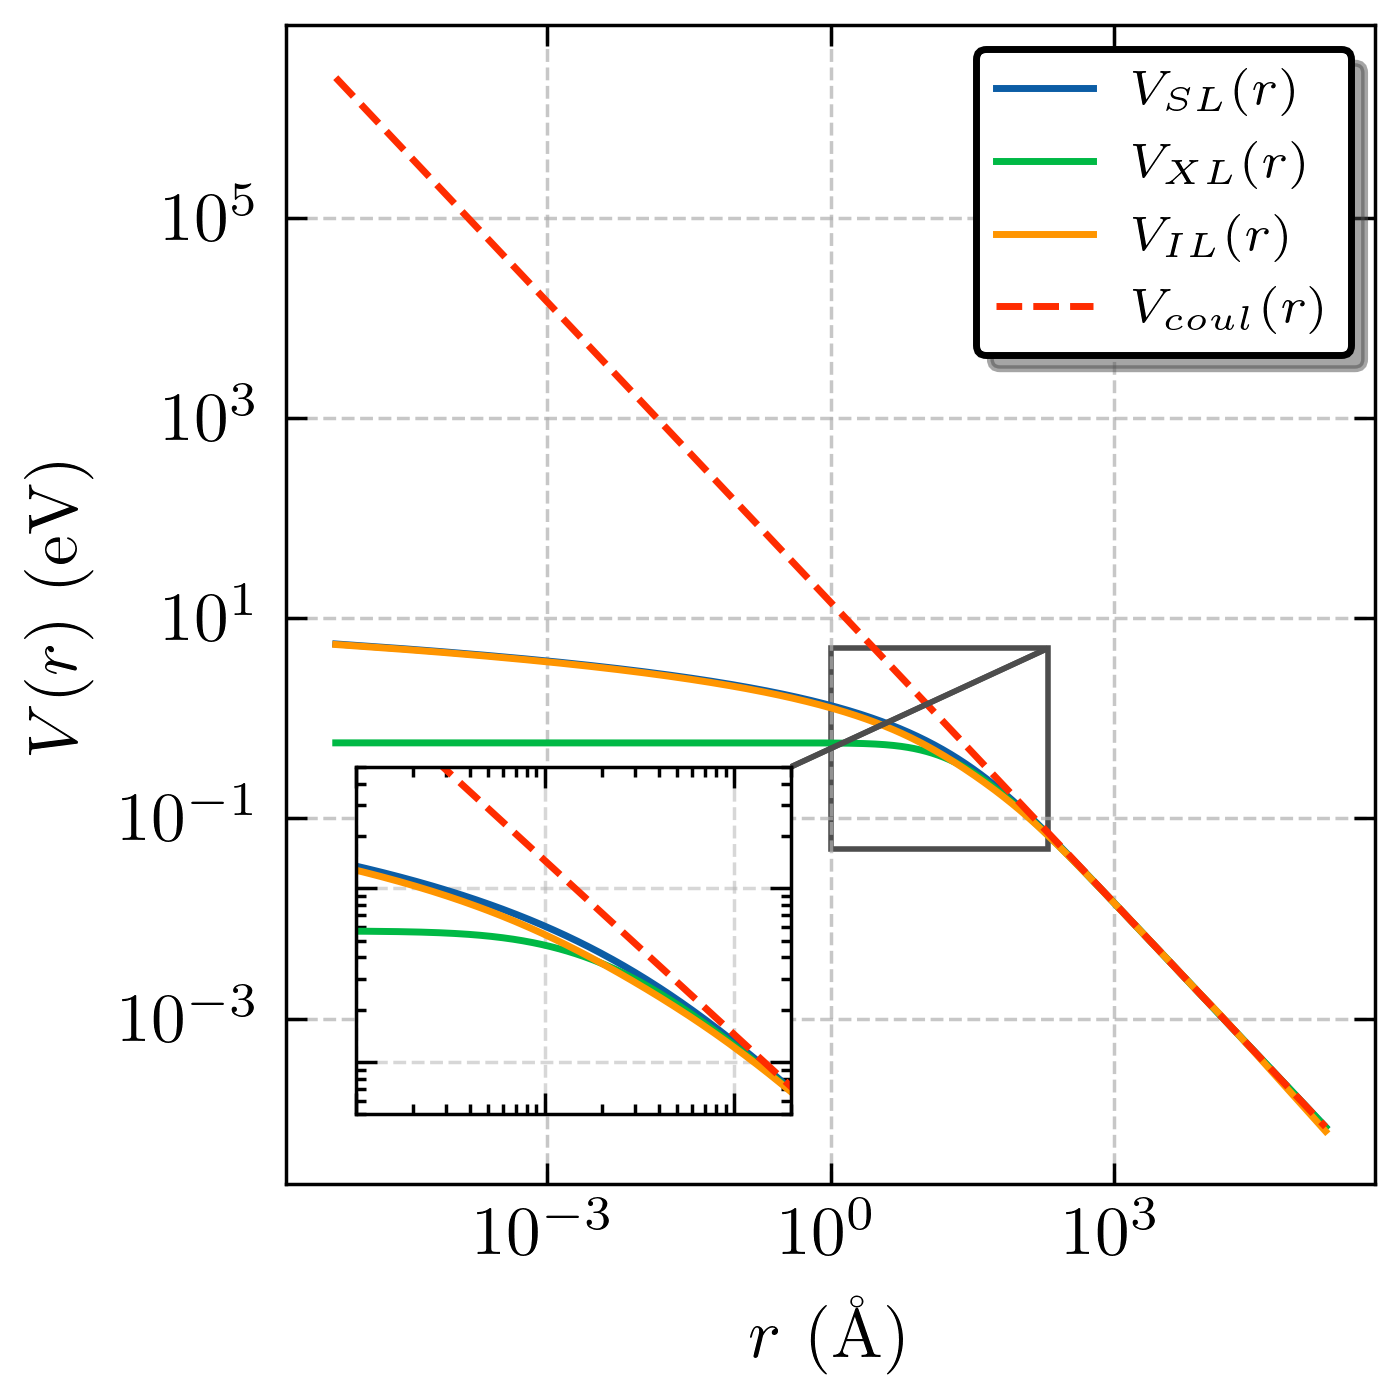 V_{SL}(r)
V_{XL}(r)
V_{IL}(r)
V_{coul}(r)
V(r) (eV)
10^5
10^3
10^1
10^{-1}
10^{-3}
10^{-3} 10^0 10^3
r (Å)